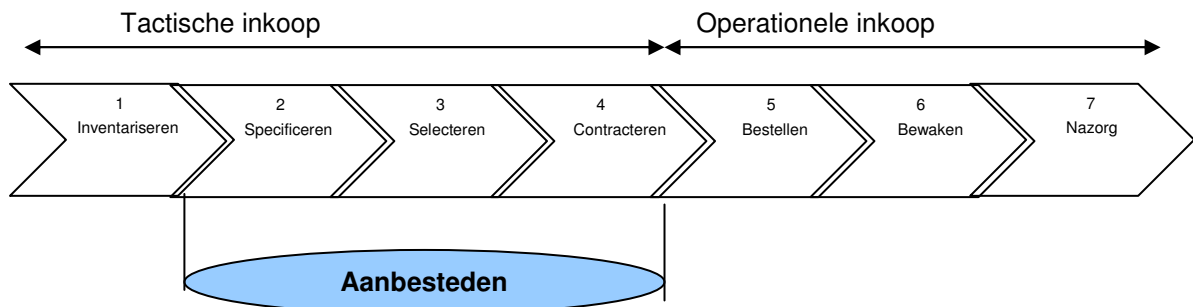 Tactische inkoop
Operationele inkoop
1
Inventariseren
2
Specificeren
3
Selecteren
4
Contracteren
5
Bestellen
6
Bewaken
7
Nazorg
Aanbesteden